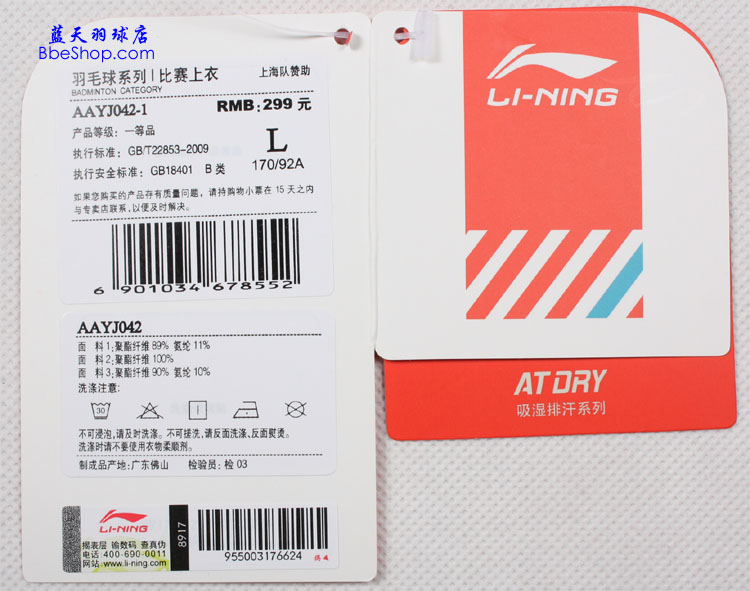 蓝天羽球店
BbeShop.com
羽毛球系列 | 比赛上衣 上海队赞助
BADMINTON CATEGORY
AAYJ042-1 RMB: 299 元
产品等级: 一等品
执行标准: GB/T22853-2009
L
执行安全标准: GB18401 B 类
170/92A
如果您购买的产品存有质量问题，请持购物小票在 15 天之内
与专卖店联系,以便及时解决。
6 901034 678552
AAYJ042
面 料 1:聚酯纤维 89% 氨纶 11%
面 料 2:聚酯纤维 100%
面 料 3:聚酯纤维 90% 氨纶 10%
洗涤注意:
30
不可浸泡,请及时洗涤。不可搓洗,请反面洗涤、反面熨烫。
洗涤时请不要使用衣物柔顺剂。
制成品产地: 广东佛山 检验员: 检 03
LI-NING
揭表层 输数码 查真伪
电话:400-690-0011
网站:www.li-ning.com
8917
955003176624
LI-NING
AT DRY
吸湿排汗系列